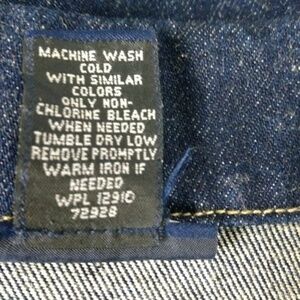 MACHINE WASH
COLD
WITH SIMILAR
COLORS
ONLY NON-
CHLORINE BLEACH
WHEN NEEDED
TUMBLE DRY LOW
REMOVE PROMPTLY
WARM IRON IF
NEEDED
WPL 12910
72928